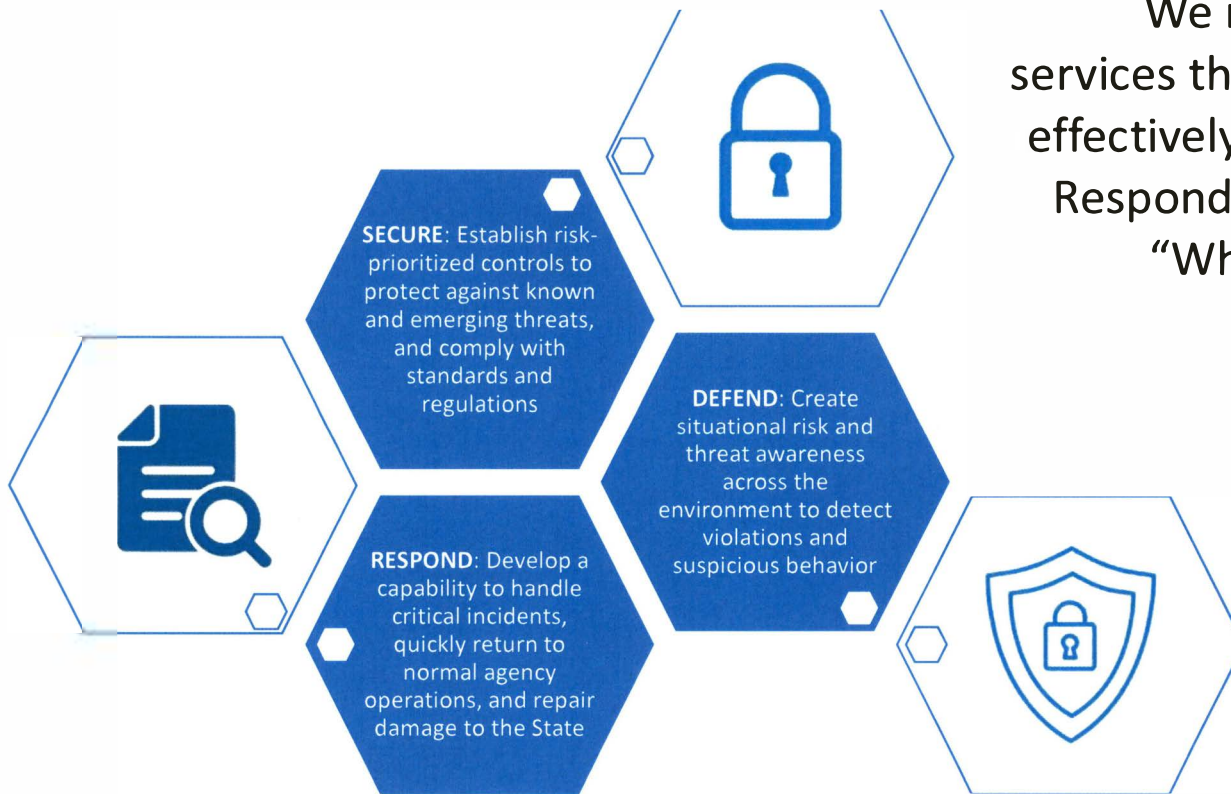 We
services
effectively
Respond
SECURE: Establish risk-
prioritized controls to
protect against known
and emerging threats,
and comply with
standards and
regulations
DEFEND: Create
situational risk and
threat awareness
across the
environment to detect
violations and
suspicious behavior
RESPOND: Develop a
capability to handle
critical incidents,
quickly return to
normal agency
operations, and repair
damage to the State